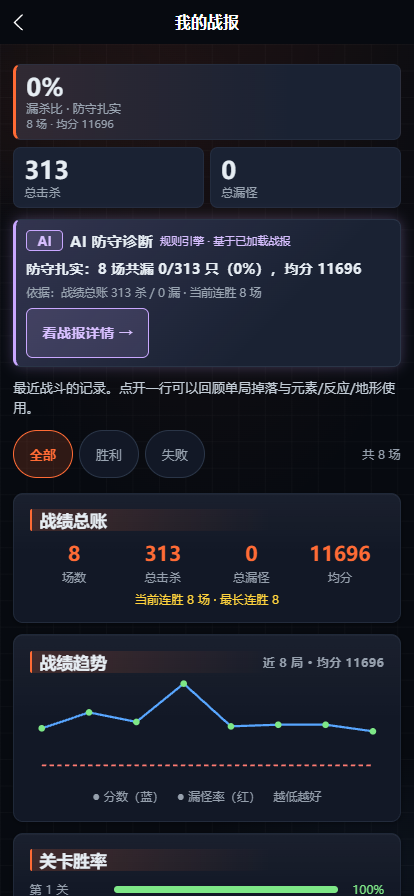 我的战报
0%
漏杀比 · 防守扎实
8 场 · 均分 11696
313
总击杀
0
总漏怪
AI AI 防守诊断 规则引擎 · 基于已加载战报
防守扎实：8 场共漏 0/313 只（0%），均分 11696
依据：战绩总账 313 杀 / 0 漏 · 当前连胜 8 场
看战报详情 →
最近战斗的记录。点开一行可以回顾单局掉落与元素/反应/地形使
用。
全部 胜利 失败 共 8 场
战绩总账
8 313 0 11696
场数 总击杀 总漏怪 均分
当前连胜 8 场 · 最长连胜 8
战绩趋势 近 8 局 • 均分 11696
● 分数（蓝） ● 漏怪率（红） 越低越好
关卡胜率
第 1 关 100%